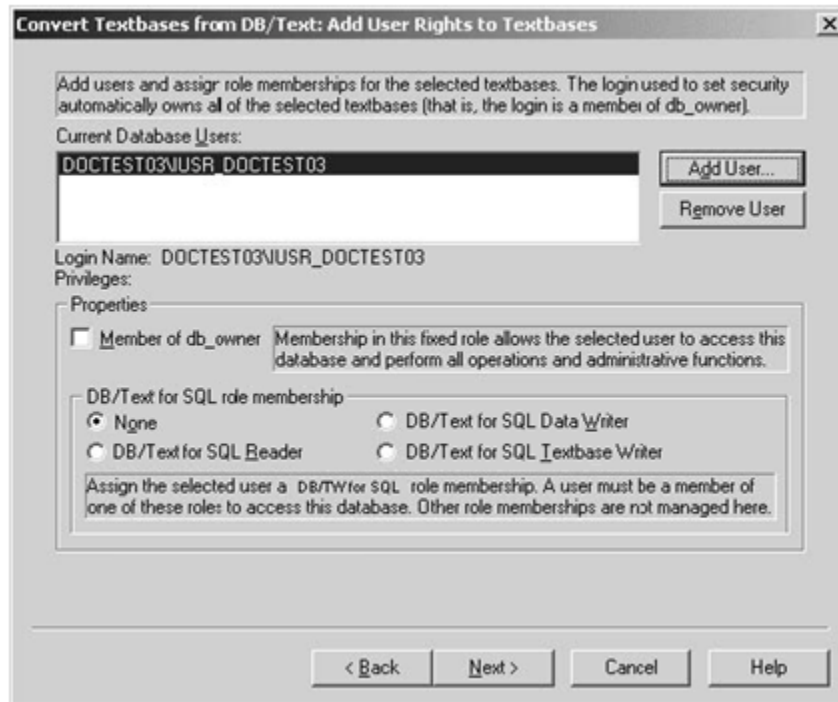 Convert Textbases from DB/Text: Add User Rights to Textbases
Add users and assign role memberships for the selected textbases. The login used to set security
automatically owns all of the selected textbases (that is, the login is a member of db_owner).
Current Database Users:
DOCTEST03\IUSR_DOCTEST03
Add User...
Remove User
Login Name: DOCTEST03\IUSR_DOCTEST03
Privileges:
Properties
Member of db_owner
Membership in this fixed role allows the selected user to access this
database and perform all operations and administrative functions.
DB/Text for SQL role membership
None
DB/Text for SQL Data Writer
DB/Text for SQL Reader
DB/Text for SQL Textbase Writer
Assign the selected user a DB/TW for SQL role membership. A user must be a member of
one of these roles to access this database. Other role memberships are not managed here.
< Back
Next >
Cancel
Help